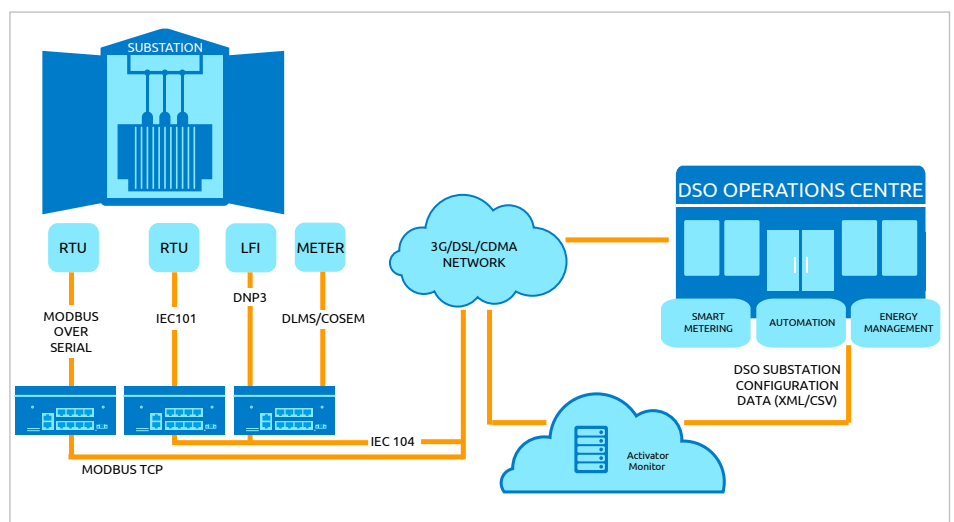 SUBSTATION
DSO OPERATIONS CENTRE
RTU
RTU
LFI
METER
3G/DSL/CDMA
NETWORK
DNP3
MODBUS
OVER
SERIAL
IEC101
DLMS/COSEM
SMART
METERING
AUTOMATION
ENERGY
MANAGEMENT
DSO SUBSTATION
CONFIGURATION
DATA (XML/CSV)
IEC 104
MODBUS TCP
Activator
Monitor